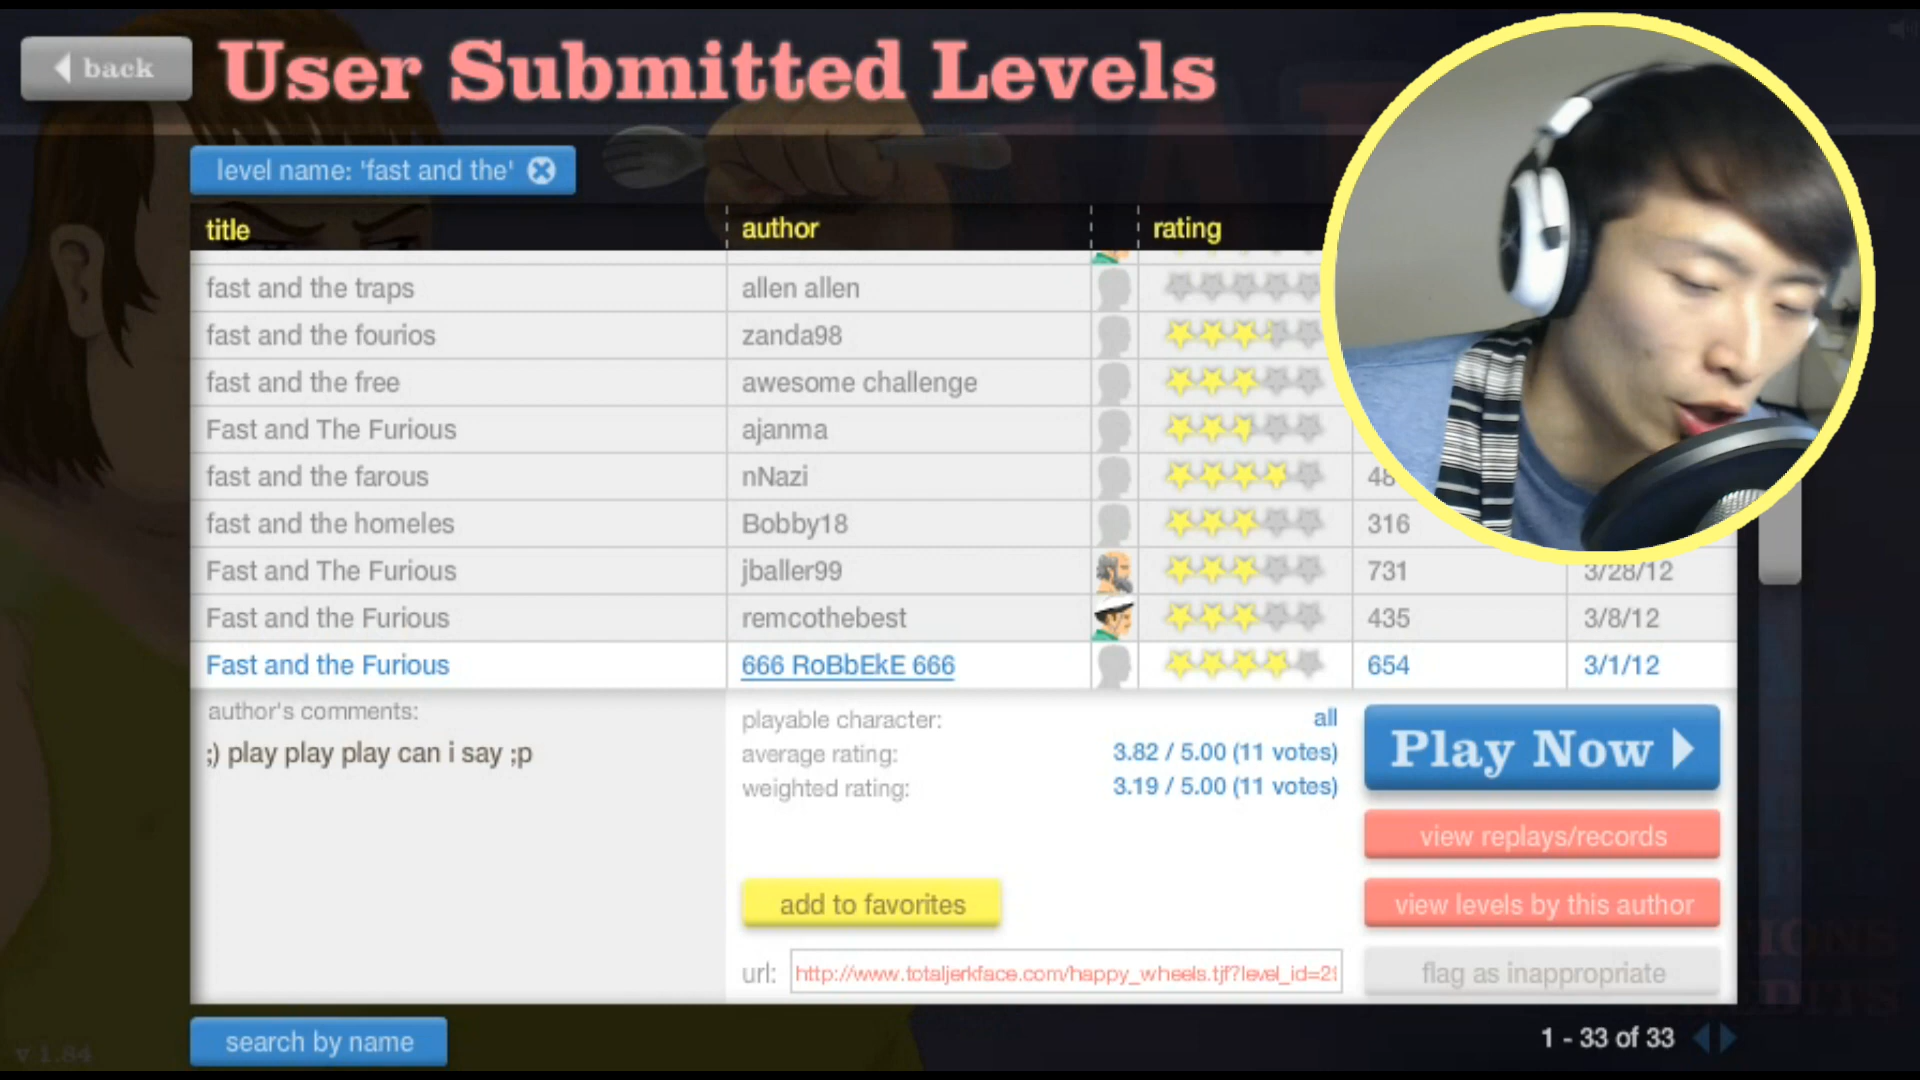 back
User Submitted Levels
level name: 'fast and the'
title author rating
fast and the traps allen allen
fast and the fourios zanda98
fast and the free awesome challenge
Fast and The Furious ajanma
fast and the farous nNazi 48
fast and the homeles Bobby18 316
Fast and The Furious jballer99 731 3/28/12
Fast and the Furious remcothebest 435 3/8/12
Fast and the Furious 666 RoBbEkE 666 654 3/1/12
author's comments:
;) play play play can i say ;p
playable character: all
average rating: 3.82 / 5.00 (11 votes)
weighted rating: 3.19 / 5.00 (11 votes)
Play Now
view replays/records
add to favorites
view levels by this author
url: http://www.totaljerkface.com/happy_wheels.tjf?level_id=2
flag as inappropriate
search by name
1 - 33 of 33
v 1.84